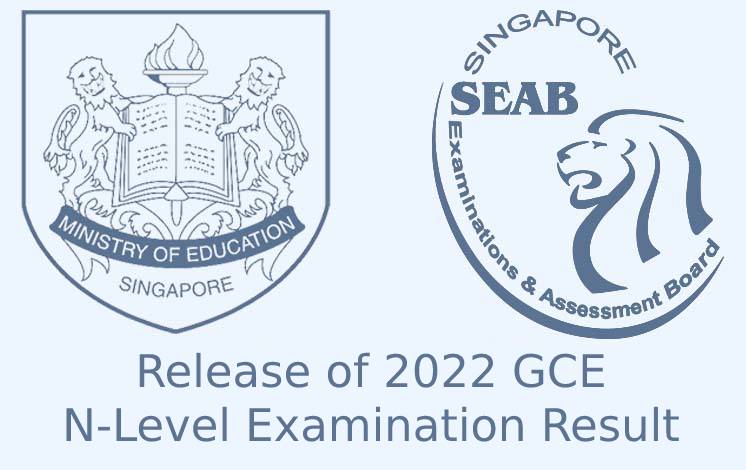 MINISTRY OF EDUCATION
SINGAPORE
SINGAPORE
SEAB
Examinations & Assessment Board
Release of 2022 GCE
N-Level Examination Result